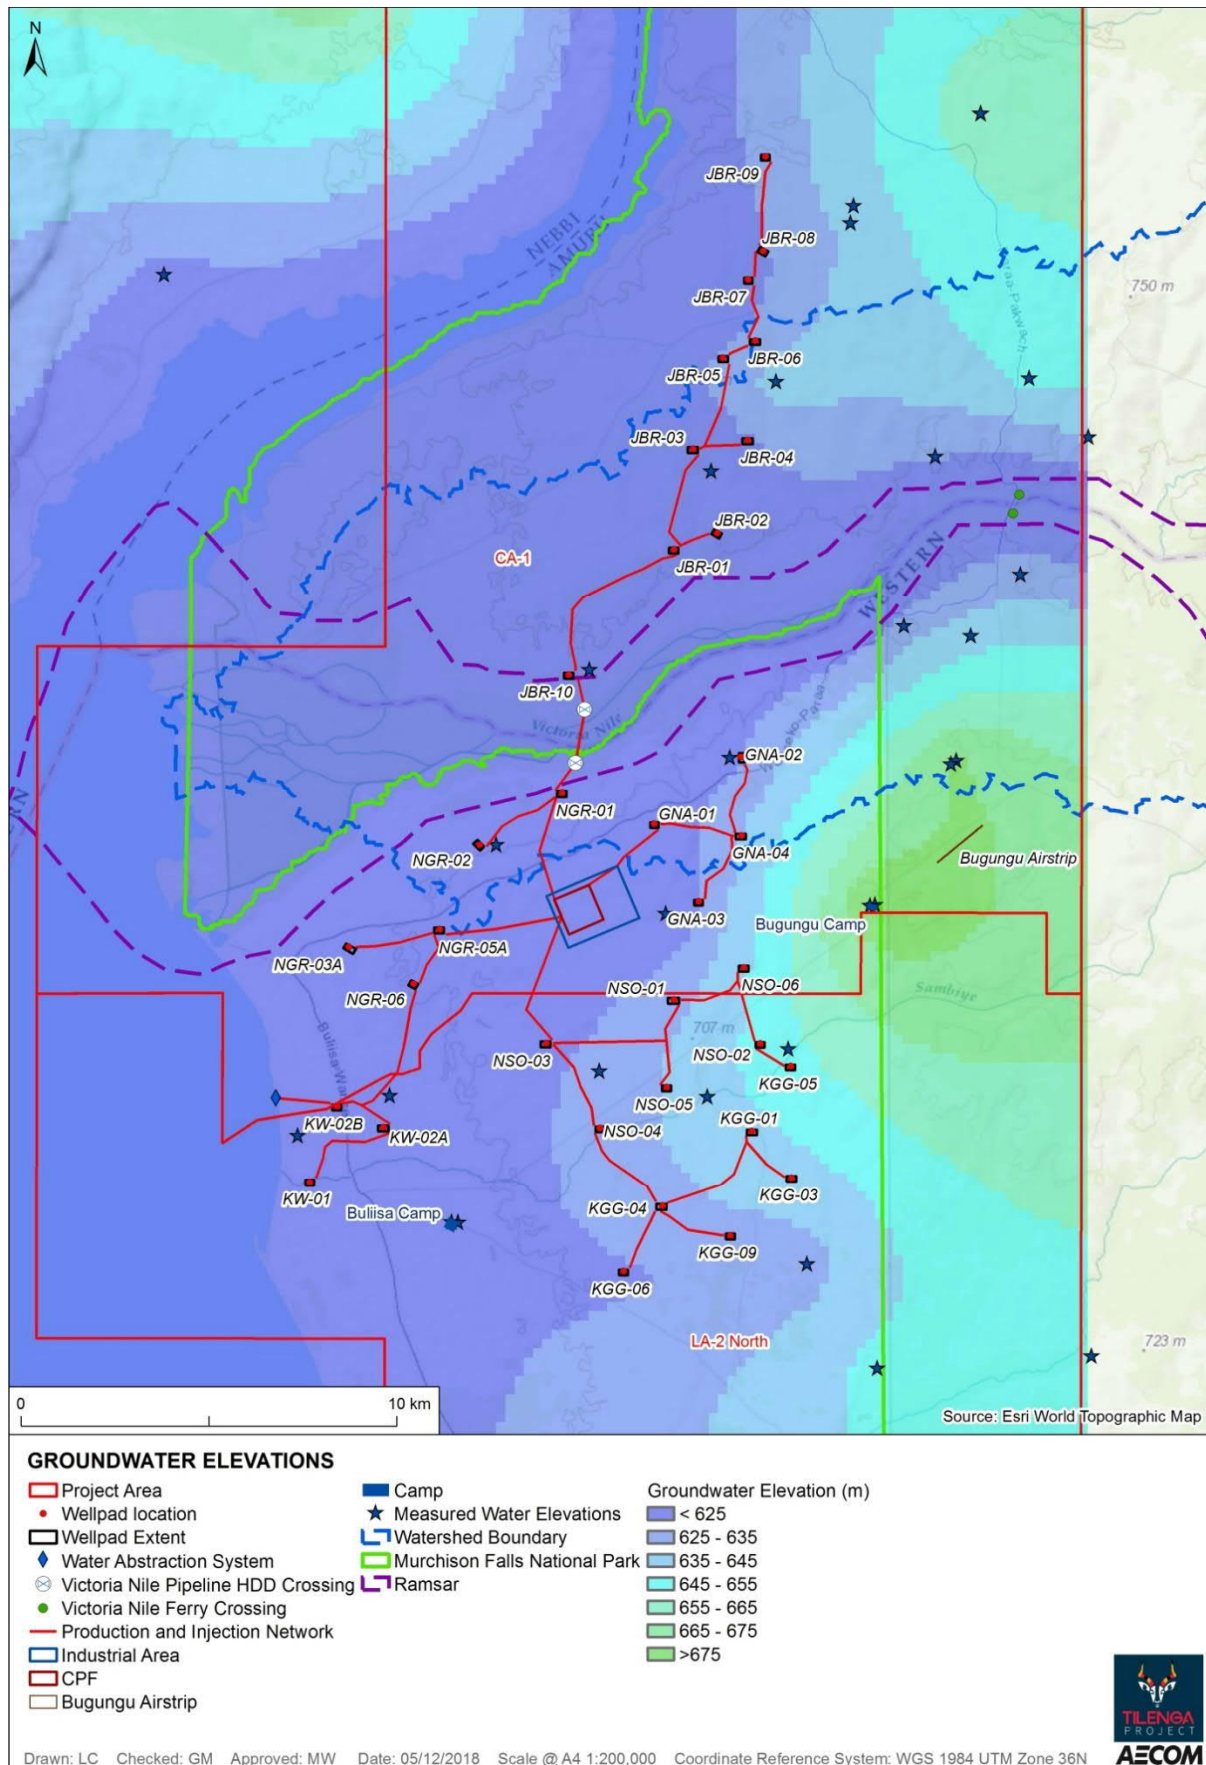 N
JBR-09
NEBBI
AMURU
JBR-08
JBR-07
750 m
JBR-06
JBR-05
JBR-03
JBR-04
JBR-02
CA-1
JBR-01
WESTERN
JBR-10
Victoria Nile
GNA-02
NGR-01
GNA-01
NGR-02
GNA-04
Bugungu Airstrip
GNA-03
Bugungu Camp
NGR-03A
NGR-05A
NGR-06
NSO-01
NSO-06
Sambiye
707 m
NSO-03
NSO-02
KGG-05
NSO-05
KW-02B
KW-02A
NSO-04
KGG-01
KW-01
KGG-03
Buliisa Camp
KGG-04
KGG-09
KGG-06
LA-2 North
723 m
0 10 km
Source: Esri World Topographic Map
GROUNDWATER ELEVATIONS
Project Area
Wellpad location
Wellpad Extent
Water Abstraction System
Victoria Nile Pipeline HDD Crossing
Victoria Nile Ferry Crossing
Production and Injection Network
Industrial Area
CPF
Bugungu Airstrip
Camp
Measured Water Elevations
Watershed Boundary
Murchison Falls National Park
Ramsar
Groundwater Elevation (m)
< 625
625 - 635
635 - 645
645 - 655
655 - 665
665 - 675
>675
TILENGA
PROJECT
AECOM
Drawn: LC Checked: GM Approved: MW Date: 05/12/2018 Scale @ A4 1:200,000 Coordinate Reference System: WGS 1984 UTM Zone 36N